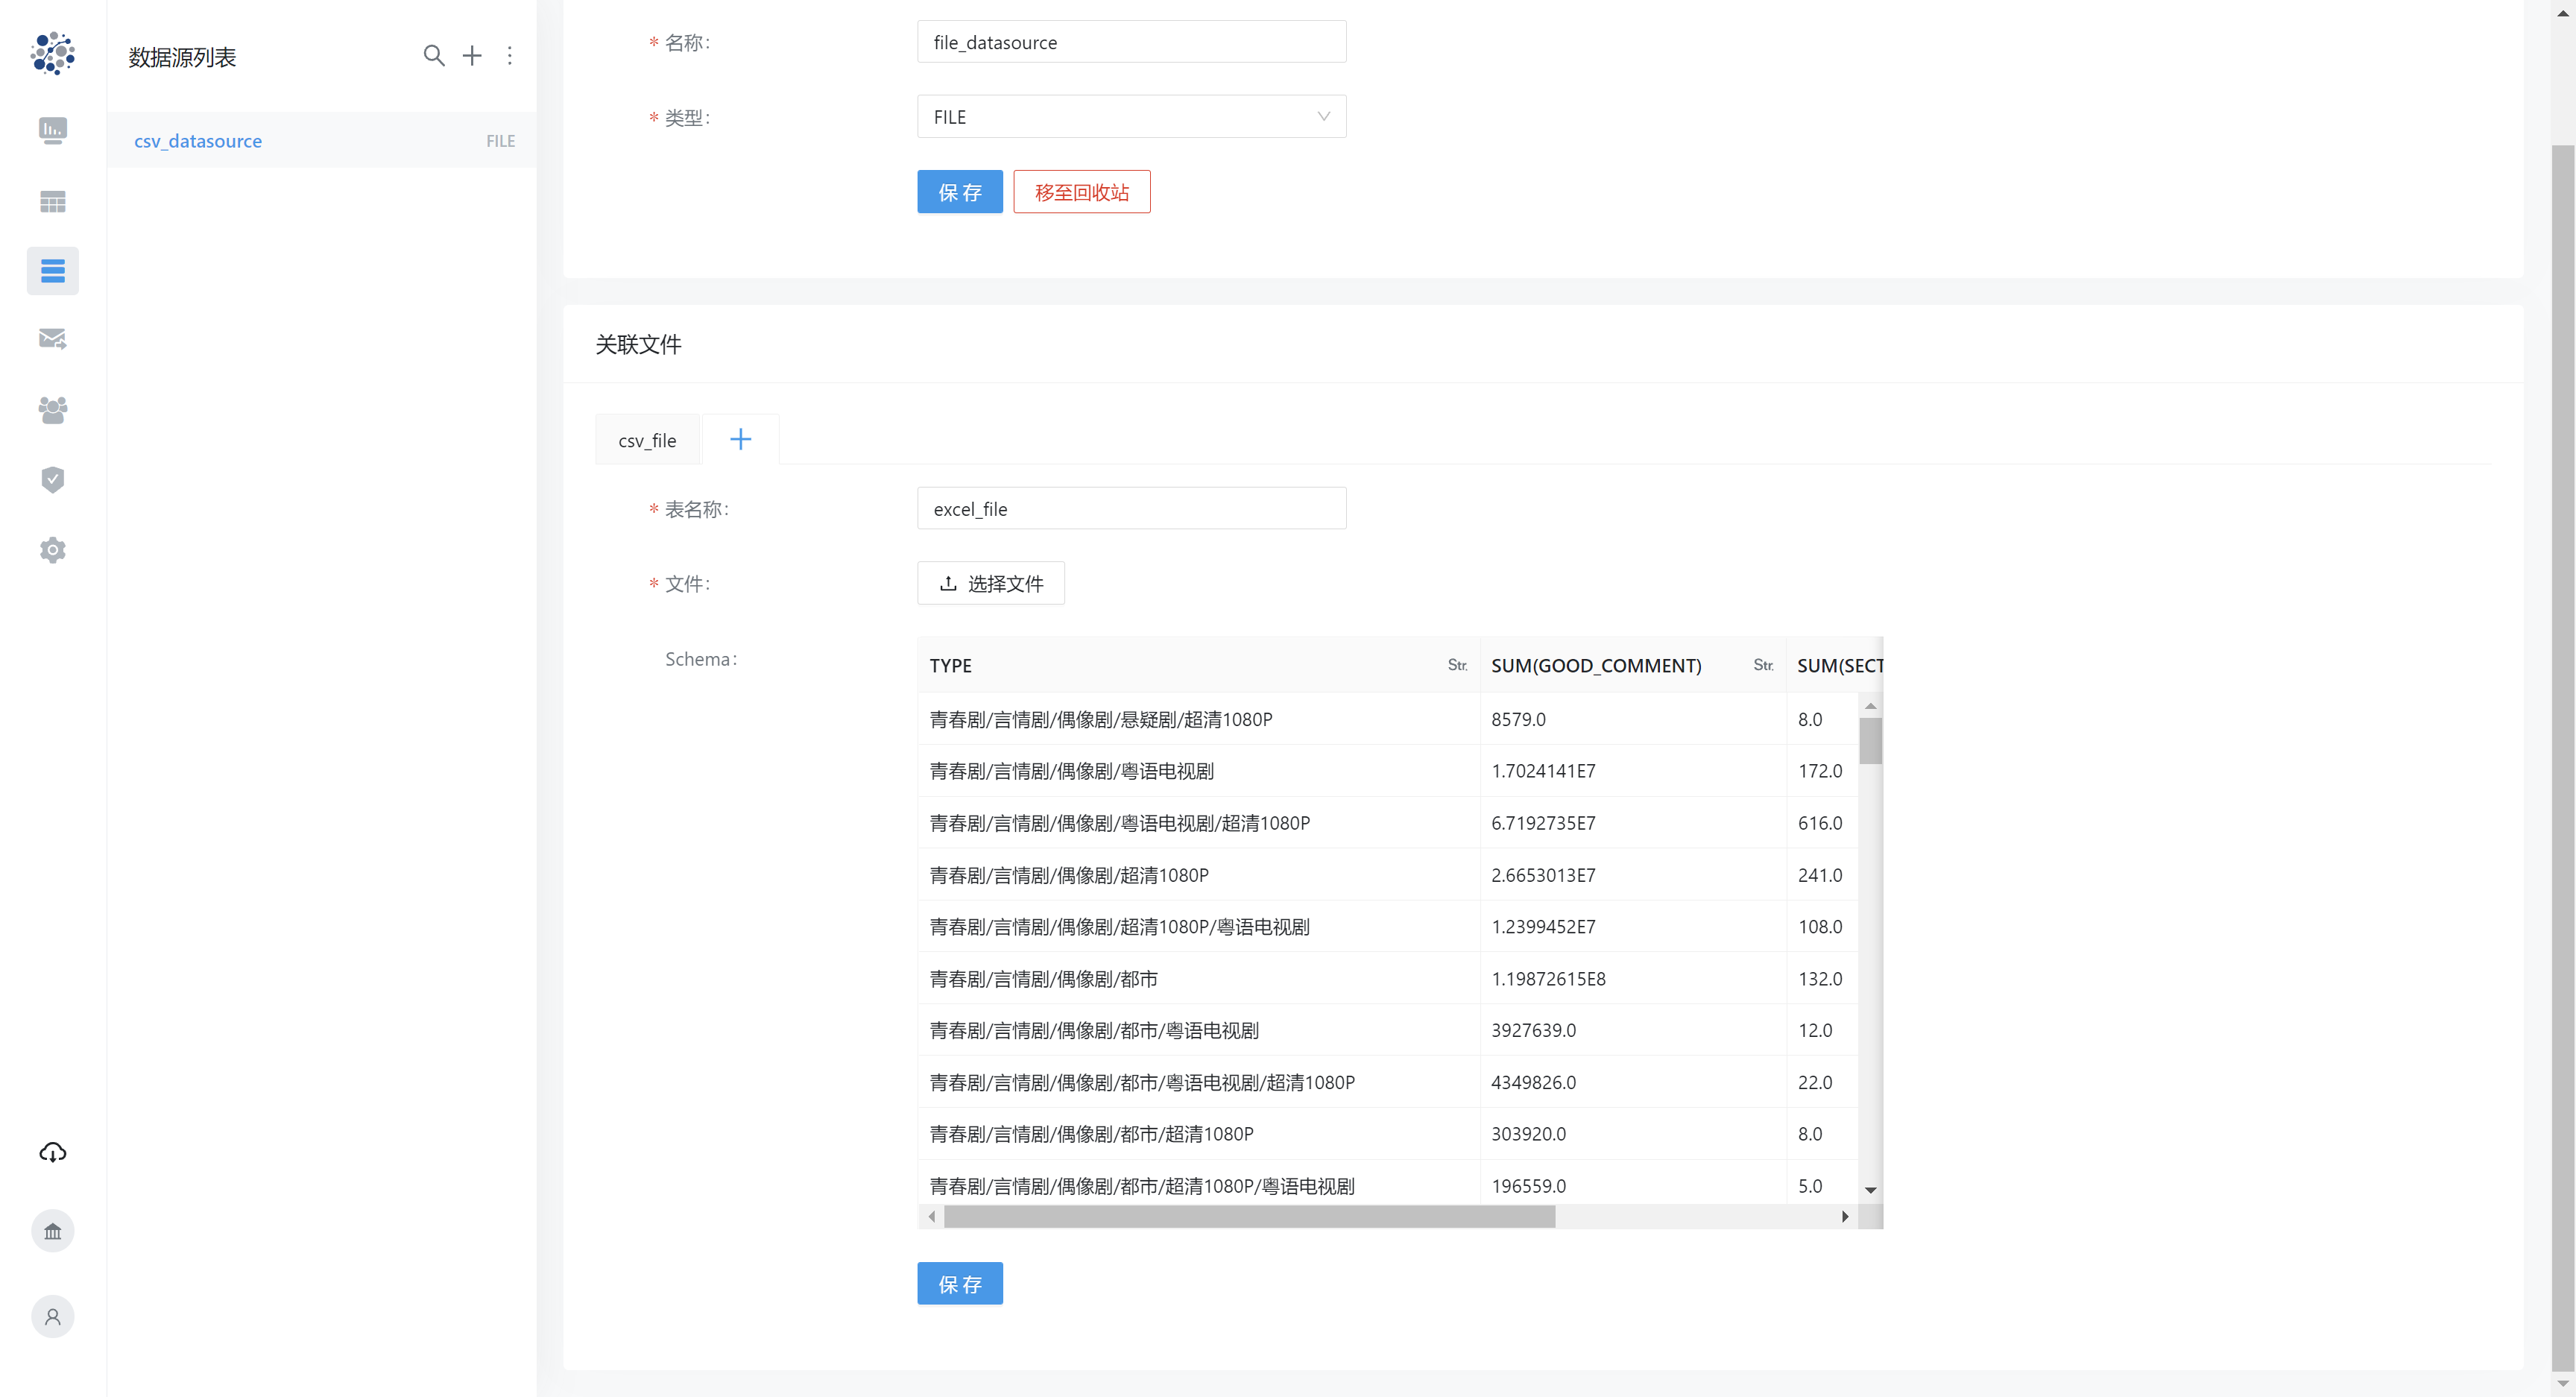 数据源列表
csv_datasource FILE
* 名称: file_datasource
* 类型: FILE
保 存 移至回收站
关联文件
csv_file
* 表名称: excel_file
* 文件: 选择文件
Schema:
TYPE Str. SUM(GOOD_COMMENT) Str. SUM(SECT
青春剧/言情剧/偶像剧/悬疑剧/超清1080P 8579.0 8.0
青春剧/言情剧/偶像剧/粤语电视剧 1.7024141E7 172.0
青春剧/言情剧/偶像剧/粤语电视剧/超清1080P 6.7192735E7 616.0
青春剧/言情剧/偶像剧/超清1080P 2.6653013E7 241.0
青春剧/言情剧/偶像剧/超清1080P/粤语电视剧 1.2399452E7 108.0
青春剧/言情剧/偶像剧/都市 1.19872615E8 132.0
青春剧/言情剧/偶像剧/都市/粤语电视剧 3927639.0 12.0
青春剧/言情剧/偶像剧/都市/粤语电视剧/超清1080P 4349826.0 22.0
青春剧/言情剧/偶像剧/都市/超清1080P 303920.0 8.0
青春剧/言情剧/偶像剧/都市/超清1080P/粤语电视剧 196559.0 5.0
保 存